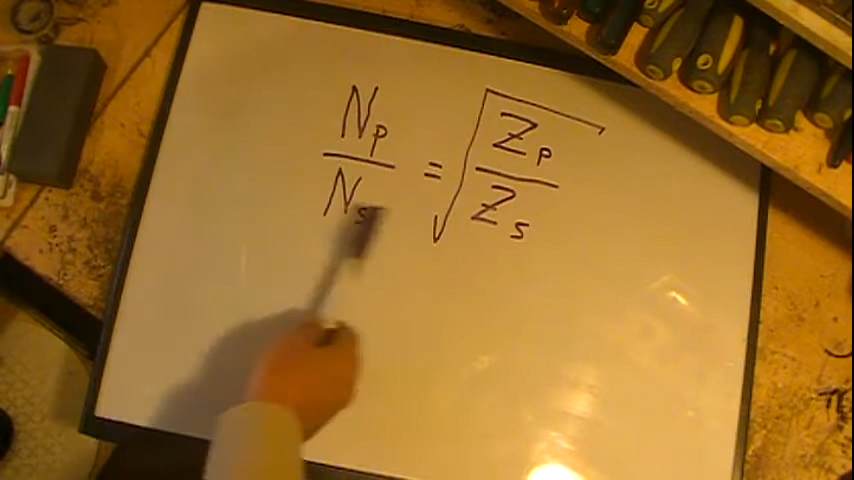 Np/Ns = √(Zp/Zs)